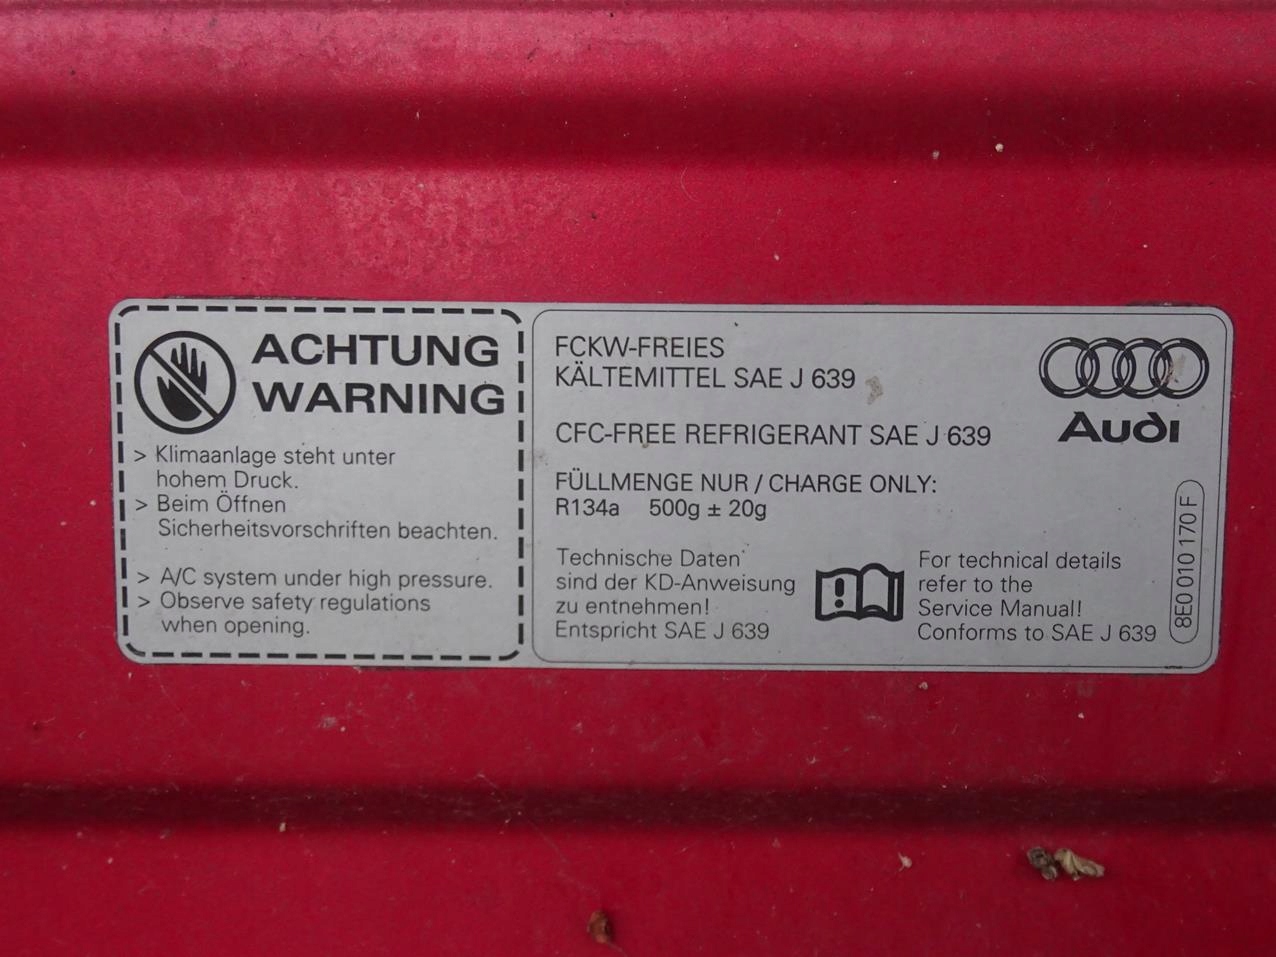 ACHTUNG
WARNING
> Klimaanlage steht unter
hohem Druck.
> Beim Öffnen
Sicherheitsvorschriften beachten.
> A/C system under high pressure.
> Observe safety regulations
when opening.
FCKW-FREIES
KÄLTEMITTEL SAE J 639
CFC-FREE REFRIGERANT SAE J 639
FÜLLMENGE NUR / CHARGE ONLY:
R134a 500g ± 20g
Technische Daten
sind der KD-Anweisung
zu entnehmen!
Entspricht SAE J 639
For technical details
refer to the
Service Manual!
Conforms to SAE J 639
Audi
8E0 010 170 F